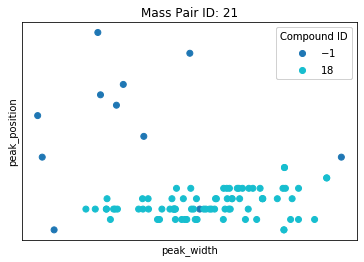 Mass Pair ID: 21
Compound ID
−1
18
peak_position
peak_width